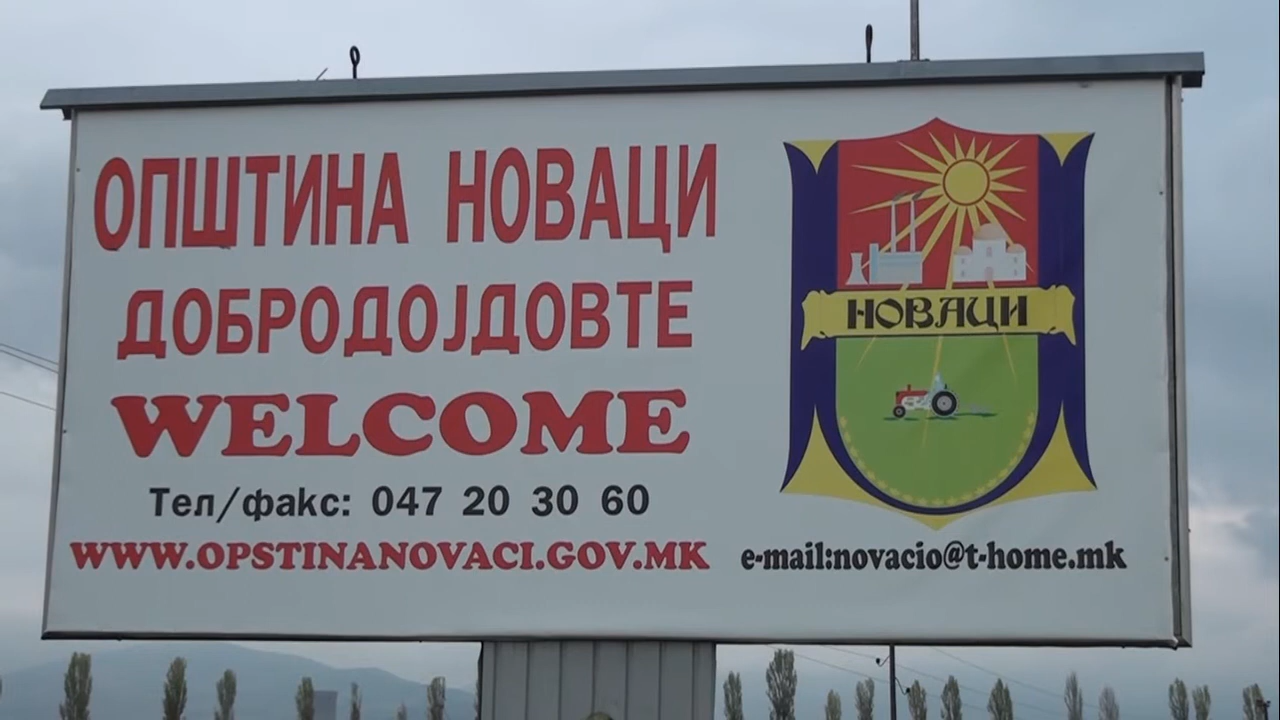 ОПШТИНА НОВАЦИ
ДОБРОДОЈДОВТЕ
WELCOME
Тел/факс: 047 20 30 60
WWW.OPSTINANOVACI.GOV.MK
НОВАЦИ
e-mail:novacio@t-home.mk